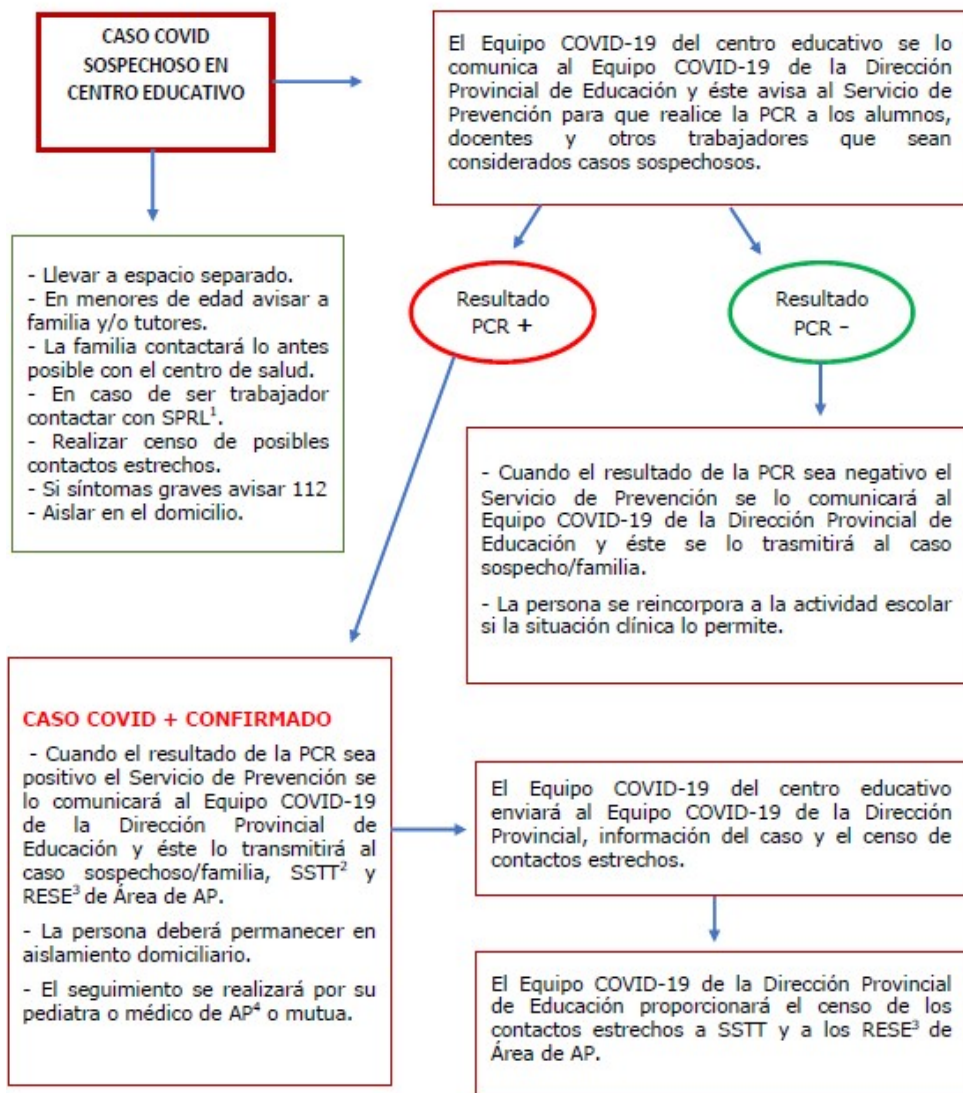 CASO COVID
SOSPECHOSO EN
CENTRO EDUCATIVO
El Equipo COVID-19 del centro educativo se lo
comunica al Equipo COVID-19 de la Dirección
Provincial de Educación y éste avisa al Servicio de
Prevención para que realice la PCR a los alumnos,
docentes y otros trabajadores que sean
considerados casos sospechosos.
- Llevar a espacio separado.
- En menores de edad avisar a
familia y/o tutores.
- La familia contactará lo antes
posible con el centro de salud.
- En caso de ser trabajador
contactar con SPRL¹.
- Realizar censo de posibles
contactos estrechos.
- Si síntomas graves avisar 112
- Aislar en el domicilio.
Resultado
PCR +
Resultado
PCR -
- Cuando el resultado de la PCR sea negativo el
Servicio de Prevención se lo comunicará al
Equipo COVID-19 de la Dirección Provincial de
Educación y éste se lo trasmitirá al caso
sospecho/familia.
- La persona se reincorpora a la actividad escolar
si la situación clínica lo permite.
CASO COVID + CONFIRMADO
- Cuando el resultado de la PCR sea
positivo el Servicio de Prevención se
lo comunicará al Equipo COVID-19
de la Dirección Provincial de
Educación y éste lo transmitirá al
caso sospechoso/familia, SSTT² y
RESE³ de Área de AP.
- La persona deberá permanecer en
aislamiento domiciliario.
- El seguimiento se realizará por su
pediatra o médico de AP⁴ o mutua.
El Equipo COVID-19 del centro educativo
enviará al Equipo COVID-19 de la Dirección
Provincial, información del caso y el censo de
contactos estrechos.
El Equipo COVID-19 de la Dirección Provincial
de Educación proporcionará el censo de los
contactos estrechos a SSTT y a los RESE³ de
Área de AP.